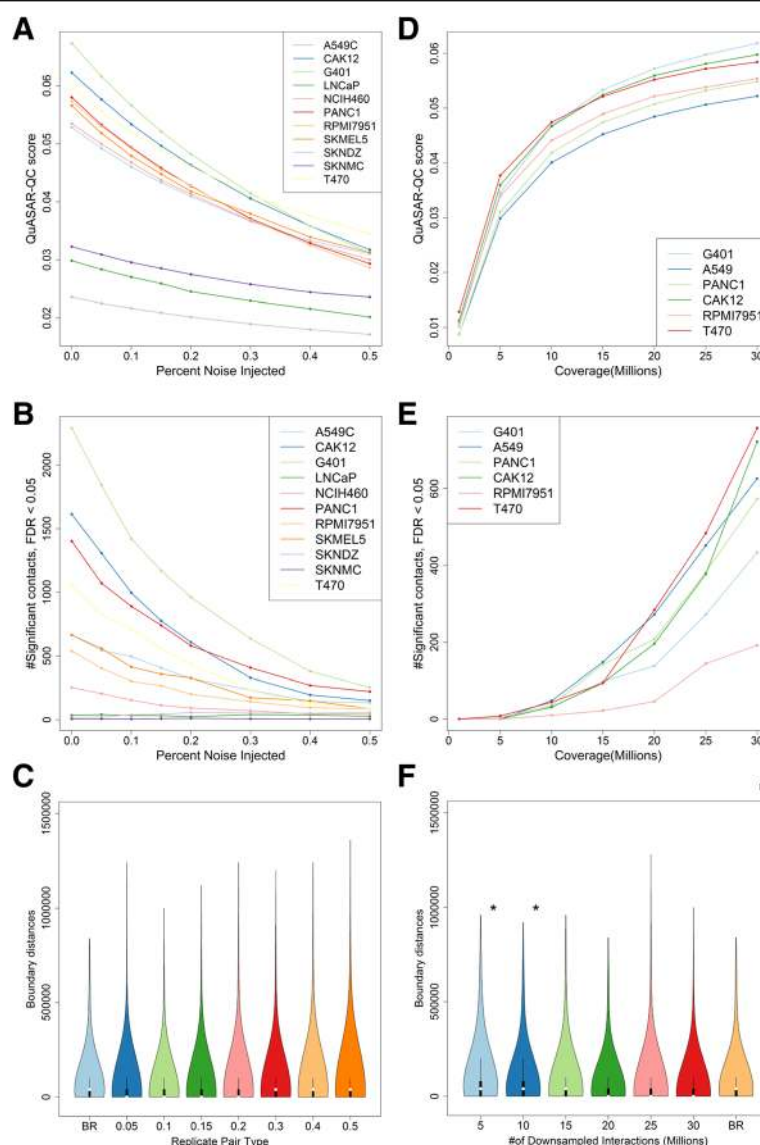 A
QuASAR-QC score
0.06
0.05
0.04
0.03
0.02
A549C
CAK12
G401
LNCaP
NCIH460
PANC1
RPMI7951
SKMEL5
SKNDZ
SKNMC
T470
0.0 0.1 0.2 0.3 0.4 0.5
Percent Noise Injected
D
QuASAR-QC score
0.06
0.05
0.04
0.03
0.02
0.01
G401
A549
PANC1
CAK12
RPMI7951
T470
0 5 10 15 20 25 30
Coverage(Millions)
B
#Significant contacts, FDR < 0.05
2000
1500
1000
500
0
A549C
CAK12
G401
LNCaP
NCIH460
PANC1
RPMI7951
SKMEL5
SKNDZ
SKNMC
T470
0.0 0.1 0.2 0.3 0.4 0.5
Percent Noise Injected
E
#Significant contacts, FDR < 0.05
600
400
200
0
G401
A549
PANC1
CAK12
RPMI7951
T470
0 5 10 15 20 25 30
Coverage(Millions)
C
Boundary distances
1500000
1000000
500000
0
BR 0.05 0.1 0.15 0.2 0.3 0.4 0.5
Replicate Pair Type
F
Boundary distances
1500000
1000000
500000
0
* *
5 10 15 20 25 30 BR
#of Downsampled Interactions (Millions)